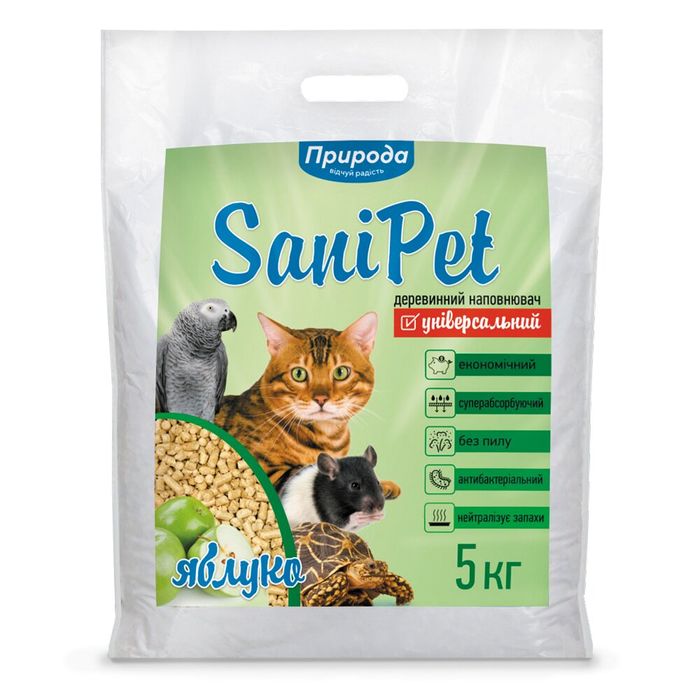 Природа
відчуй радість
SaniPet
деревинний наповнювач
універсальний
економічний
суперабсорбуючий
без пилу
антибактеріальний
нейтралізує запахи
яблуко
5 кг